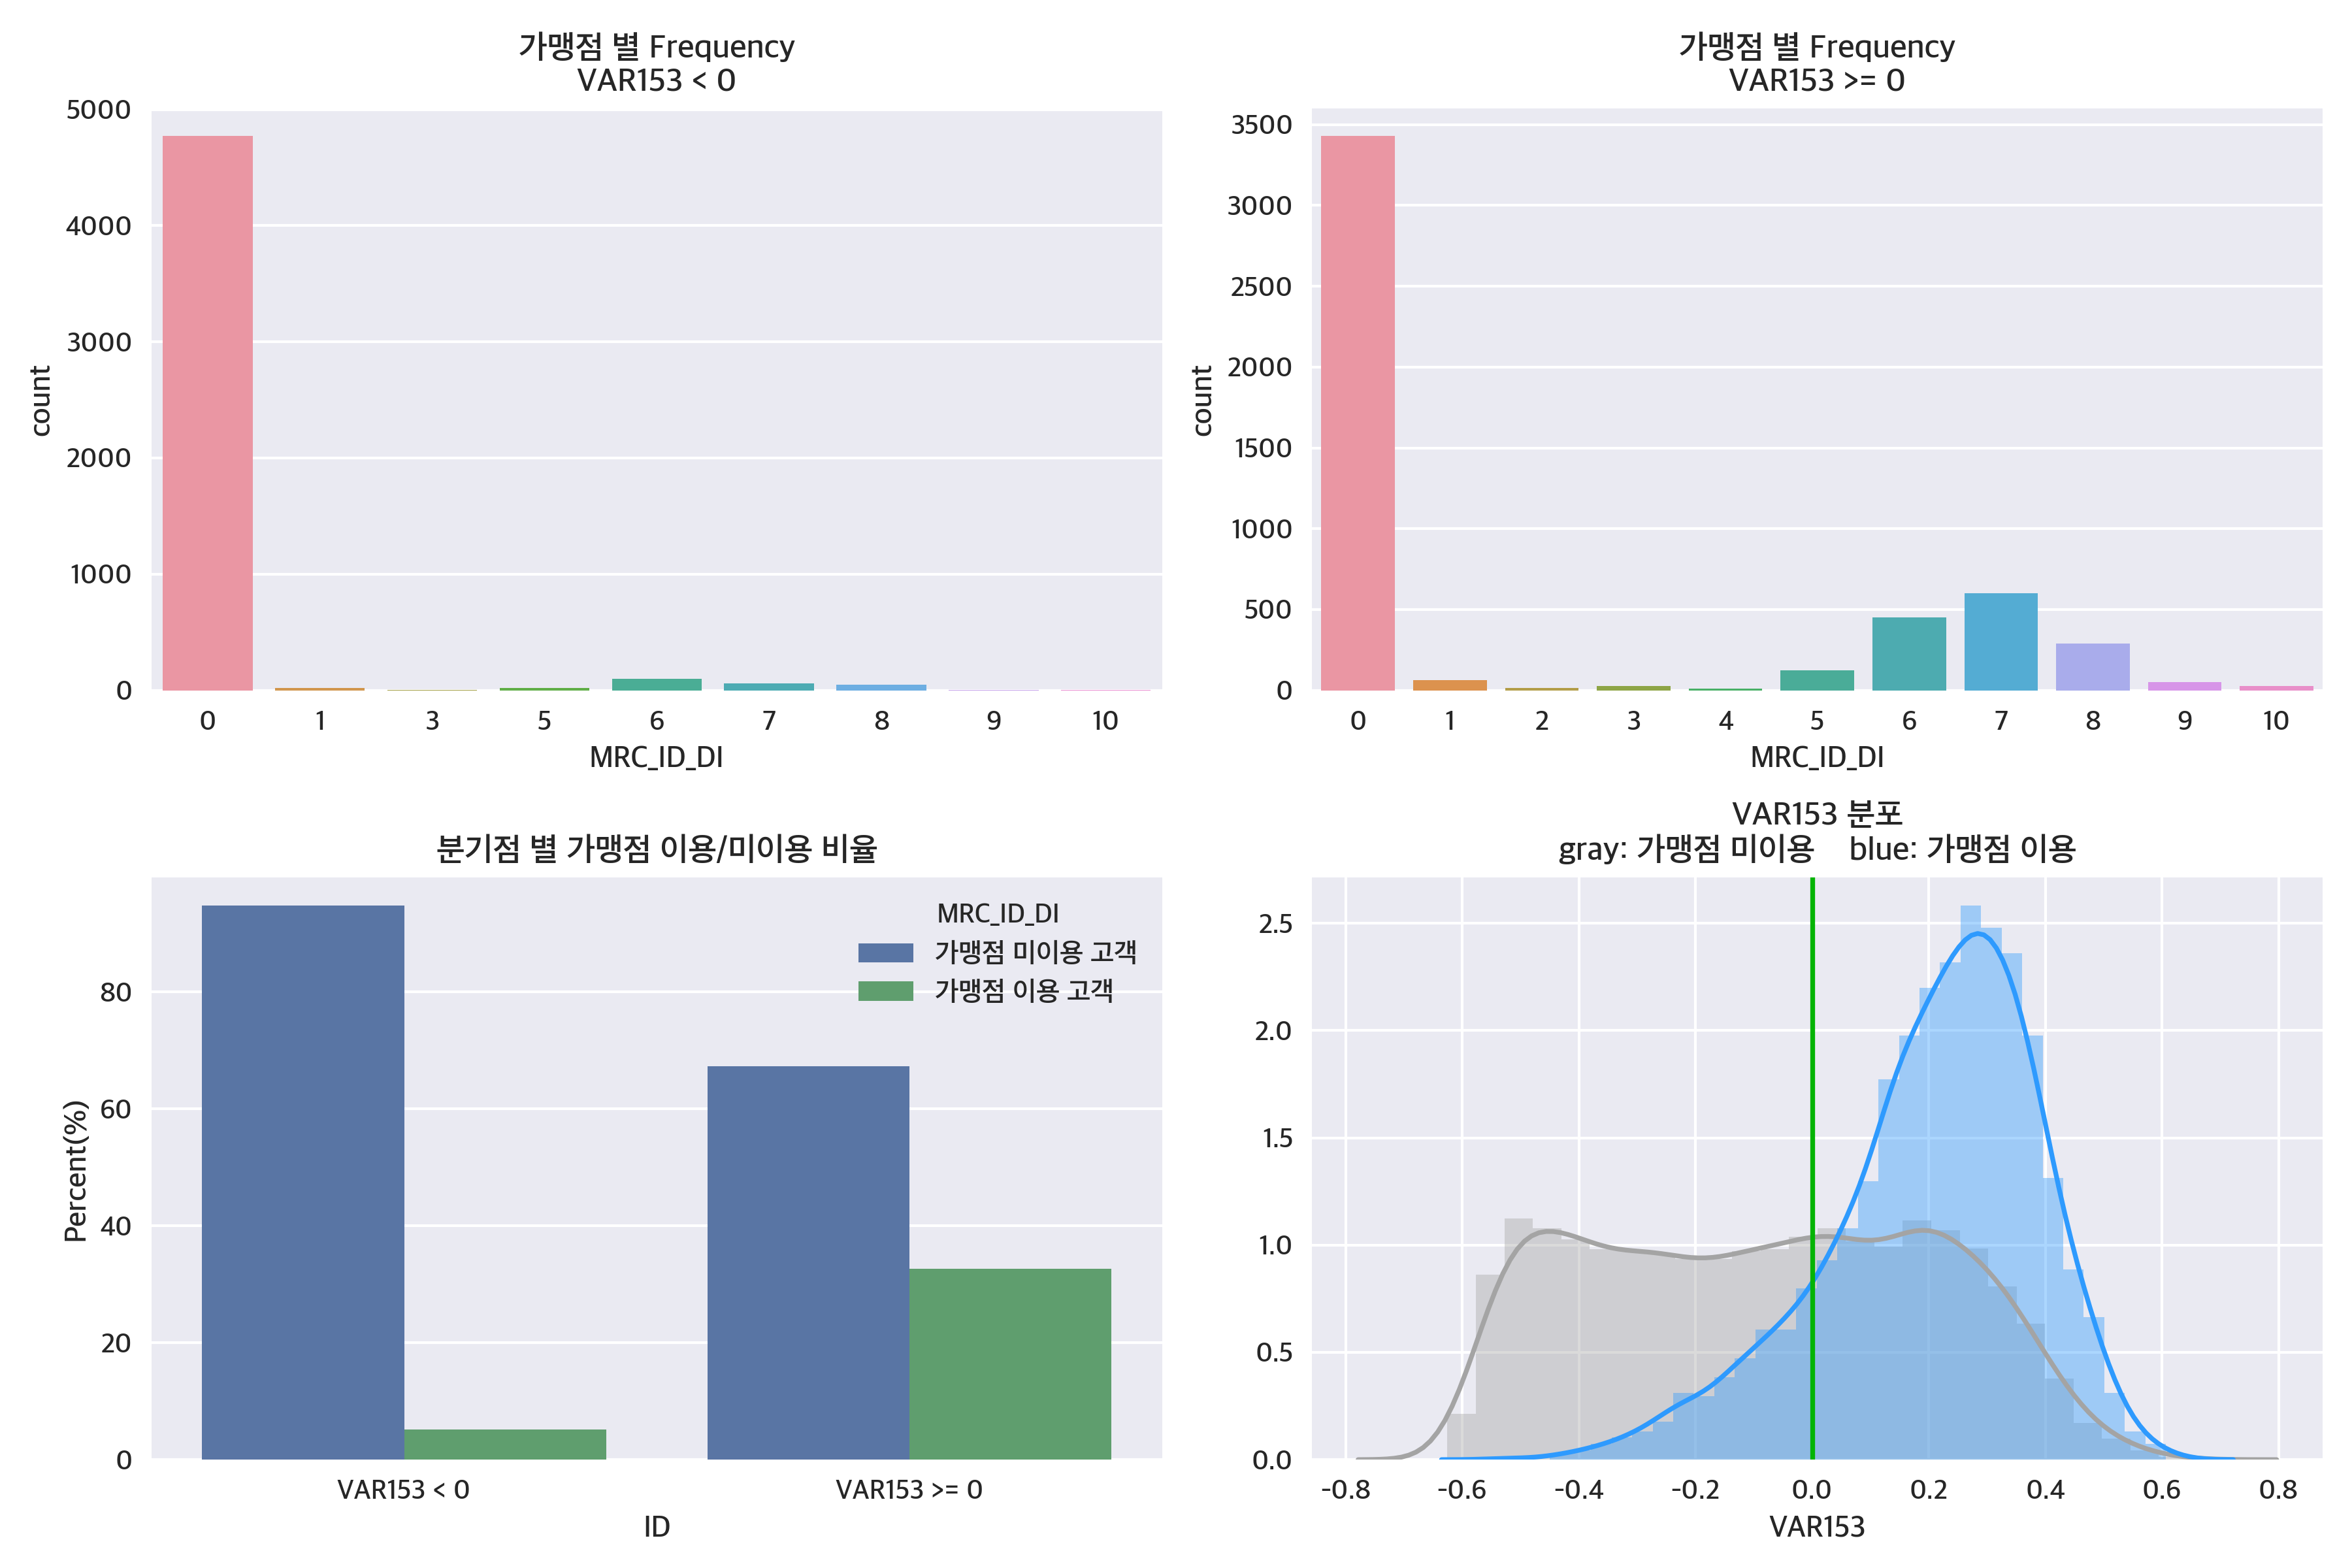 가맹점 별 Frequency
VAR153 < 0
5000
4000
3000
2000
1000
0
count
0 1 3 5 6 7 8 9 10
MRC_ID_DI
가맹점 별 Frequency
VAR153 >= 0
3500
3000
2500
2000
1500
1000
500
0
count
0 1 2 3 4 5 6 7 8 9 10
MRC_ID_DI
분기점 별 가맹점 이용/미이용 비율
MRC_ID_DI
가맹점 미이용 고객
가맹점 이용 고객
80
60
40
20
0
Percent(%)
VAR153 < 0 VAR153 >= 0
ID
VAR153 분포
gray: 가맹점 미이용 blue: 가맹점 이용
2.5
2.0
1.5
1.0
0.5
0.0
-0.8 -0.6 -0.4 -0.2 0.0 0.2 0.4 0.6 0.8
VAR153